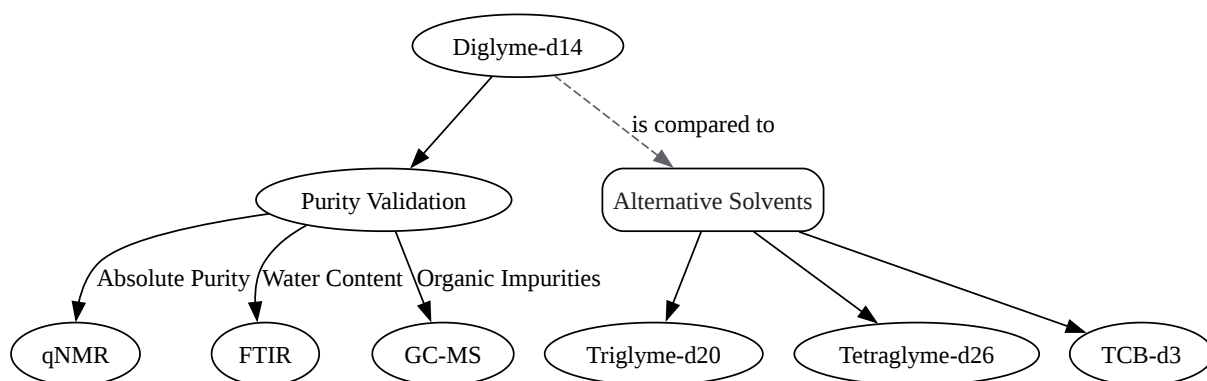 Diglyme-d14
is compared to
Purity Validation
Alternative Solvents
Absolute Purity
Water Content
Organic Impurities
qNMR
FTIR
GC-MS
Triglyme-d20
Tetraglyme-d26
TCB-d3